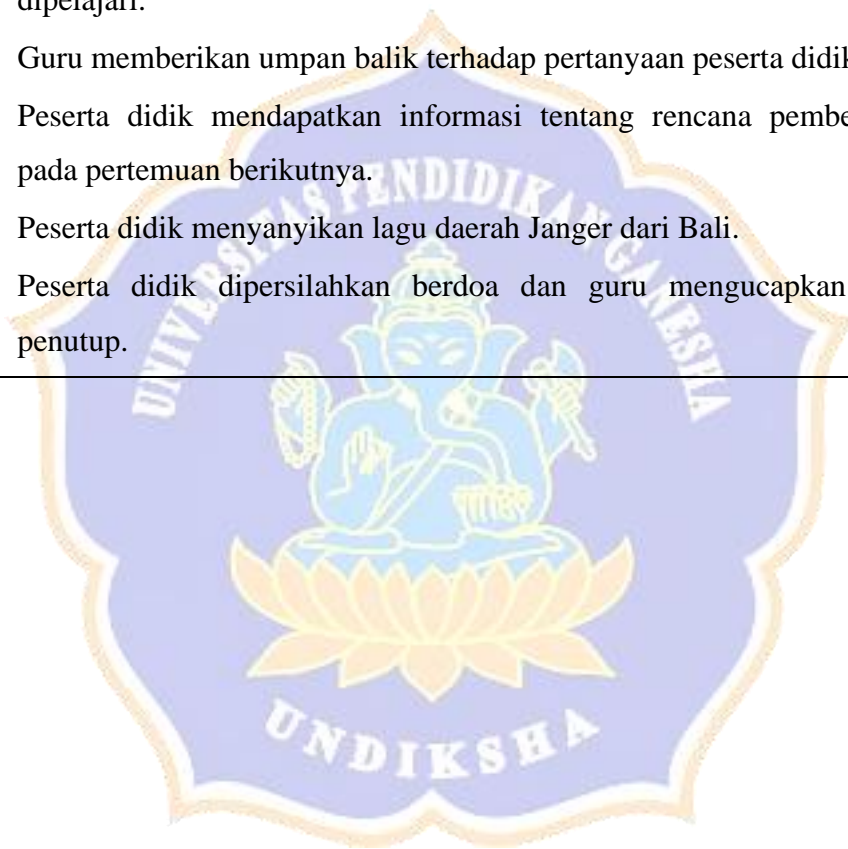 dipelajari.
Guru memberikan umpan balik terhadap pertanyaan peserta didik
Peserta didik mendapatkan informasi tentang rencana pembe
pada pertemuan berikutnya.
Peserta didik menyanyikan lagu daerah Janger dari Bali.
Peserta didik dipersilahkan berdoa dan guru mengucapkan
penutup.
UNIVERSITAS PENDIDIKAN GANESHA
UNDIKSHA